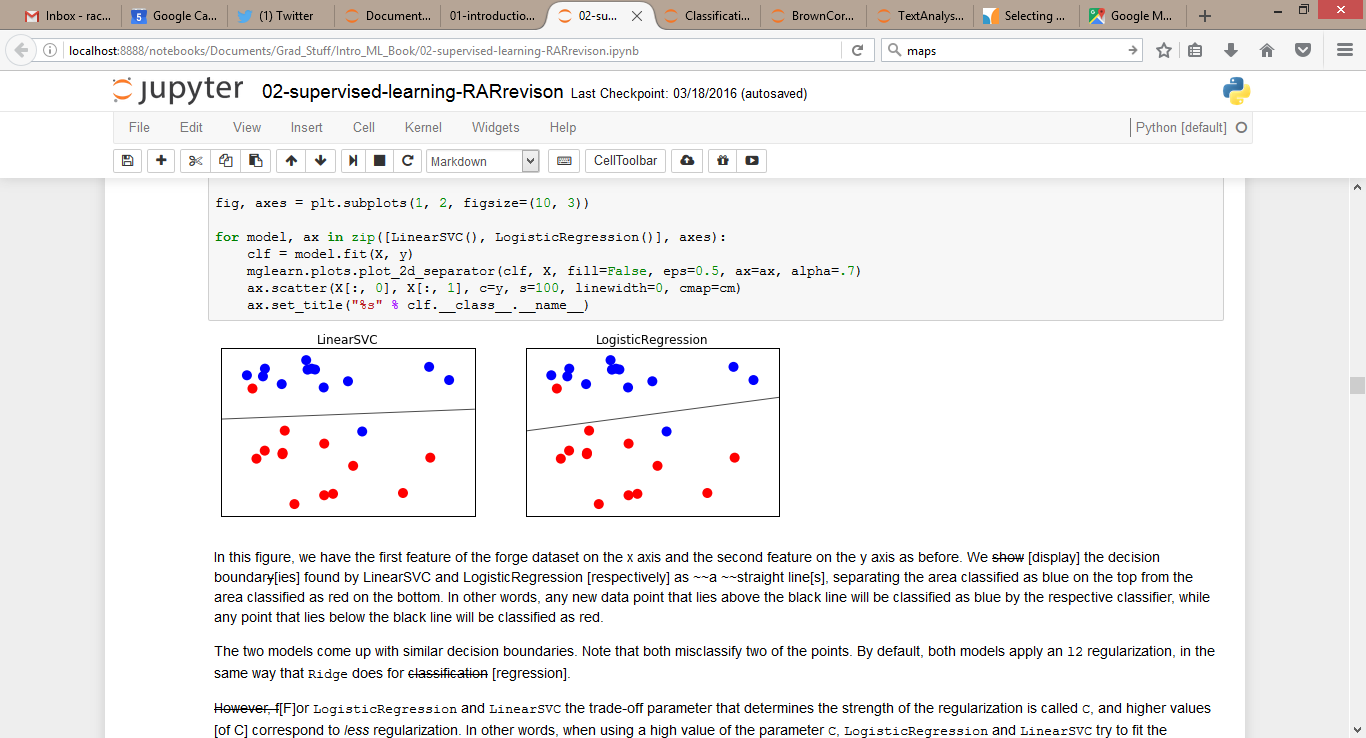 Inbox - rac...
Google Ca...
(1) Twitter
Document...
01-introductio...
02-su...
Classificati...
BrownCor...
TextAnalys...
Selecting ...
Google M...
localhost:8888/notebooks/Documents/Grad_Stuff/Intro_ML_Book/02-supervised-learning-RARrevison.ipynb
maps
jupyter 02-supervised-learning-RARrevison Last Checkpoint: 03/18/2016 (autosaved)
File Edit View Insert Cell Kernel Widgets Help Python [default]
Markdown CellToolbar
fig, axes = plt.subplots(1, 2, figsize=(10, 3))
for model, ax in zip([LinearSVC(), LogisticRegression()], axes):
    clf = model.fit(X, y)
    mglearn.plots.plot_2d_separator(clf, X, fill=False, eps=0.5, ax=ax, alpha=.7)
    ax.scatter(X[:, 0], X[:, 1], c=y, s=100, linewidth=0, cmap=cm)
    ax.set_title("%s" % clf.__class__.__name__)
LinearSVC LogisticRegression
In this figure, we have the first feature of the forge dataset on the x axis and the second feature on the y axis as before. We show [display] the decision
boundary[ies] found by LinearSVC and LogisticRegression [respectively] as ~~a ~~straight line[s], separating the area classified as blue on the top from the
area classified as red on the bottom. In other words, any new data point that lies above the black line will be classified as blue by the respective classifier, while
any point that lies below the black line will be classified as red.
The two models come up with similar decision boundaries. Note that both misclassify two of the points. By default, both models apply an l2 regularization, in the
same way that Ridge does for classification [regression].
However, f[F]or LogisticRegression and LinearSVC the trade-off parameter that determines the strength of the regularization is called C, and higher values
[of C] correspond to less regularization. In other words, when using a high value of the parameter C, LogisticRegression and LinearSVC try to fit the